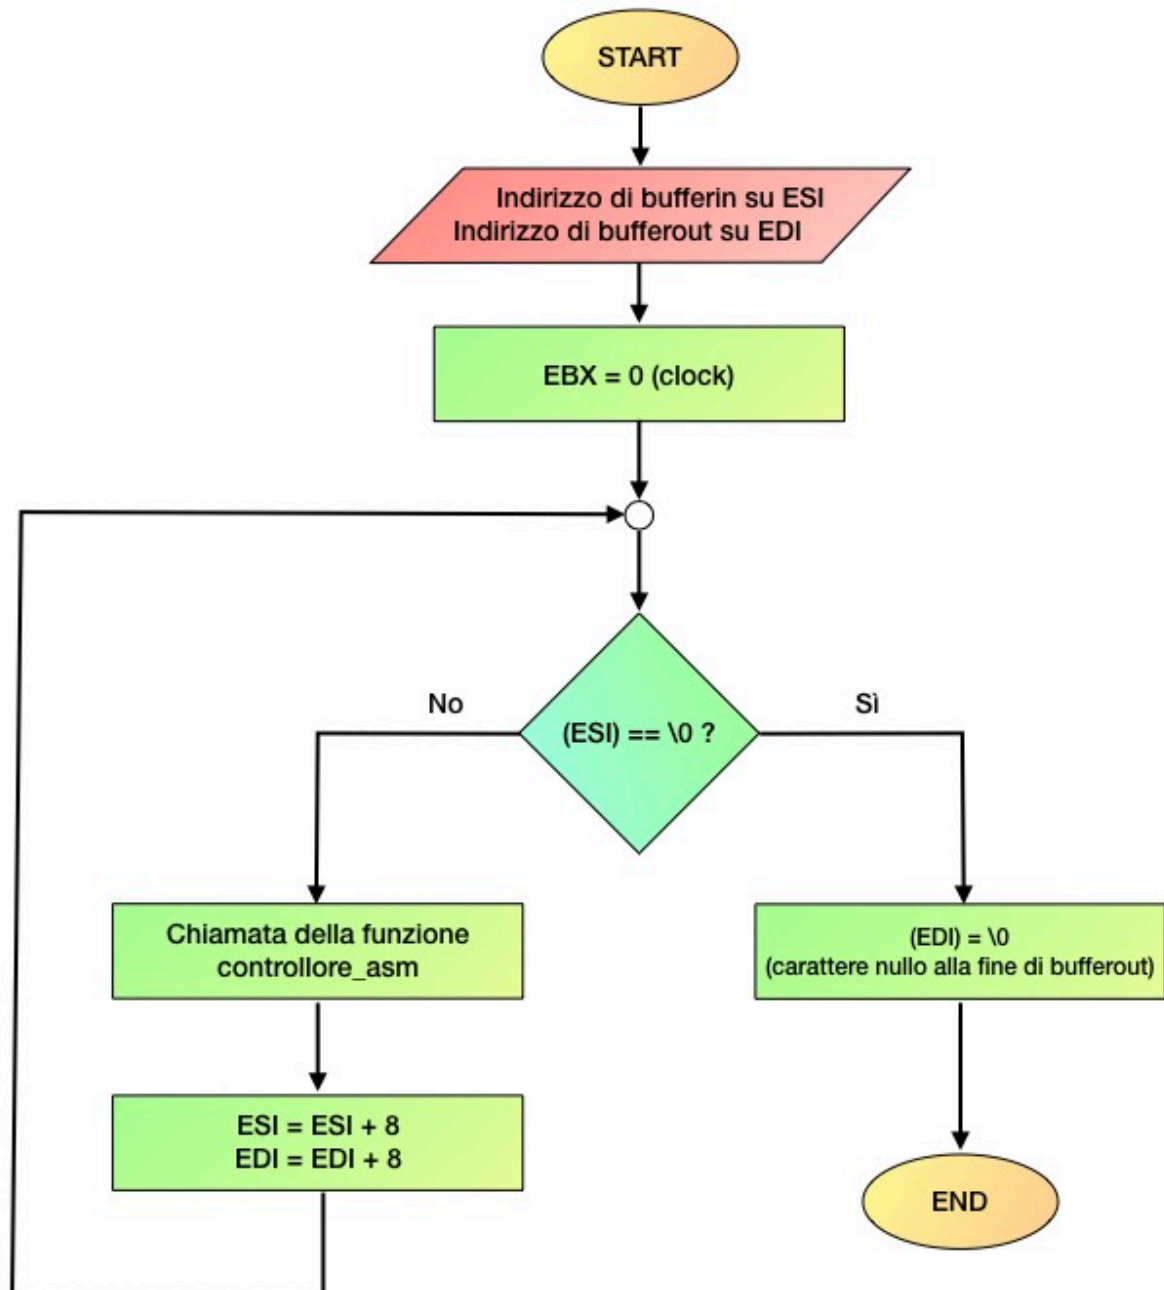 START
Indirizzo di bufferin su ESI
Indirizzo di bufferout su EDI
EBX = 0 (clock)
No
Sì
(ESI) == \0 ?
Chiamata della funzione
controllore_asm
(EDI) = \0
(carattere nullo alla fine di bufferout)
ESI = ESI + 8
EDI = EDI + 8
END